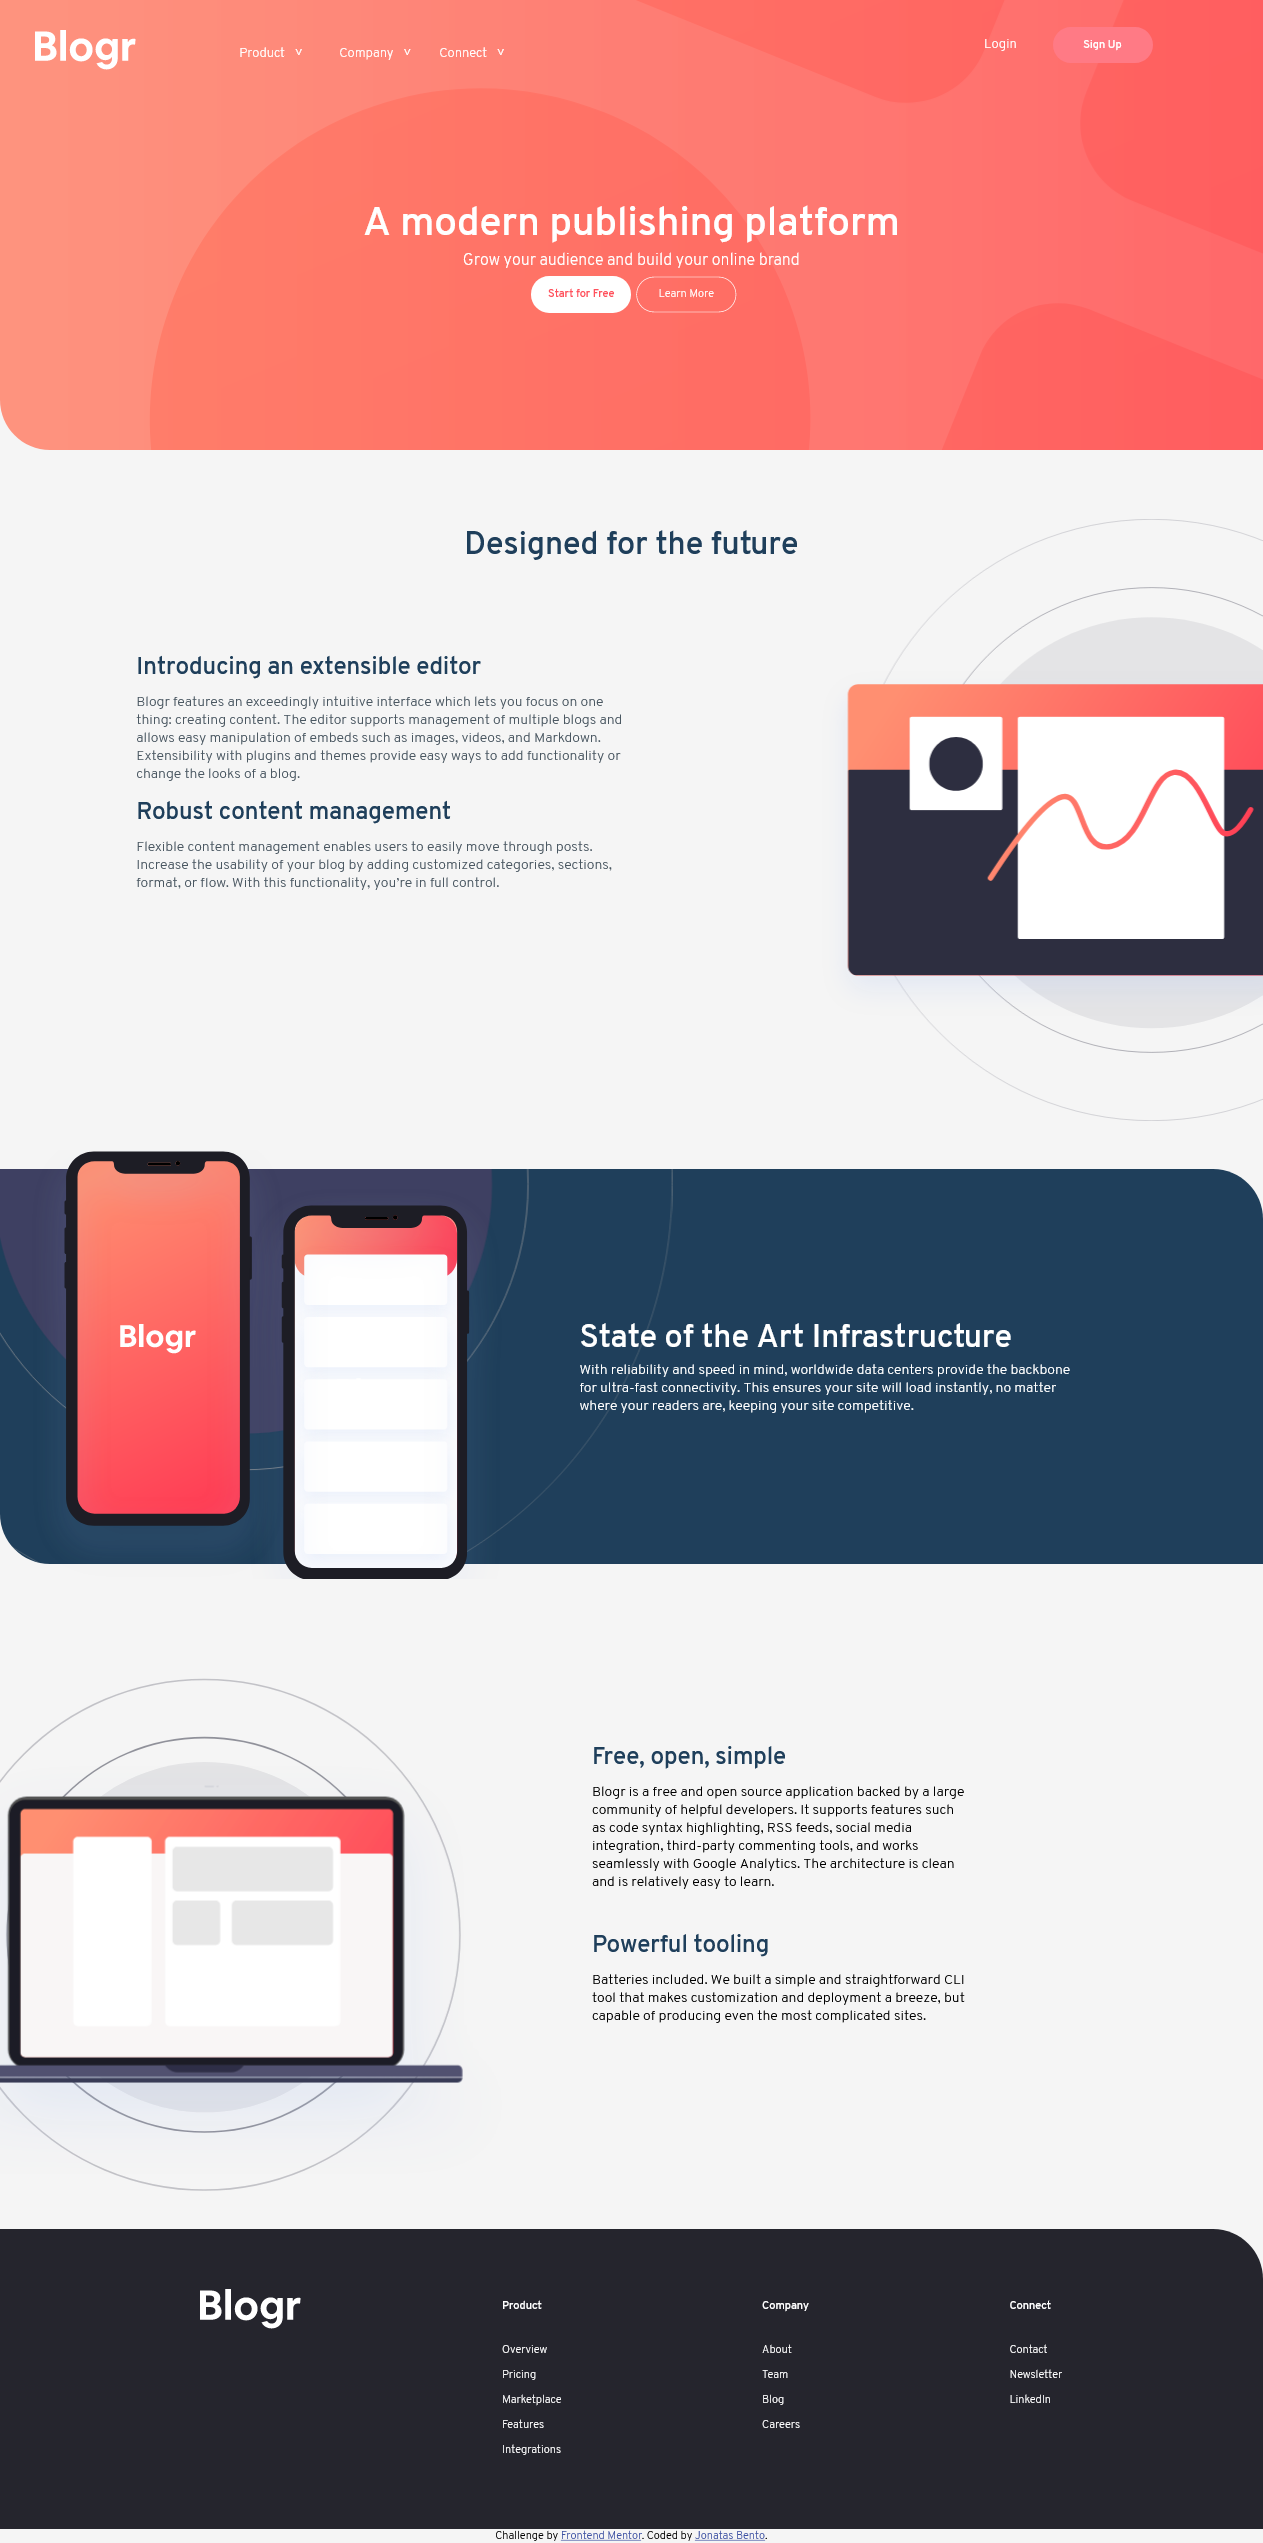 Blogr
Product v Company v Connect v
Login
Sign Up
A modern publishing platform
Grow your audience and build your online brand
Start for Free
Learn More
Designed for the future
Introducing an extensible editor
Blogr features an exceedingly intuitive interface which lets you focus on one
thing: creating content. The editor supports management of multiple blogs and
allows easy manipulation of embeds such as images, videos, and Markdown.
Extensibility with plugins and themes provide easy ways to add functionality or
change the looks of a blog.
Robust content management
Flexible content management enables users to easily move through posts.
Increase the usability of your blog by adding customized categories, sections,
format, or flow. With this functionality, you're in full control.
Blogr
State of the Art Infrastructure
With reliability and speed in mind, worldwide data centers provide the backbone
for ultra-fast connectivity. This ensures your site will load instantly, no matter
where your readers are, keeping your site competitive.
Free, open, simple
Blogr is a free and open source application backed by a large
community of helpful developers. It supports features such
as code syntax highlighting, RSS feeds, social media
integration, third-party commenting tools, and works
seamlessly with Google Analytics. The architecture is clean
and is relatively easy to learn.
Powerful tooling
Batteries included. We built a simple and straightforward CLI
tool that makes customization and deployment a breeze, but
capable of producing even the most complicated sites.
Blogr
Product
Overview
Pricing
Marketplace
Features
Integrations
Company
About
Team
Blog
Careers
Connect
Contact
Newsletter
LinkedIn
Challenge by Frontend Mentor. Coded by Jonatas Bento.